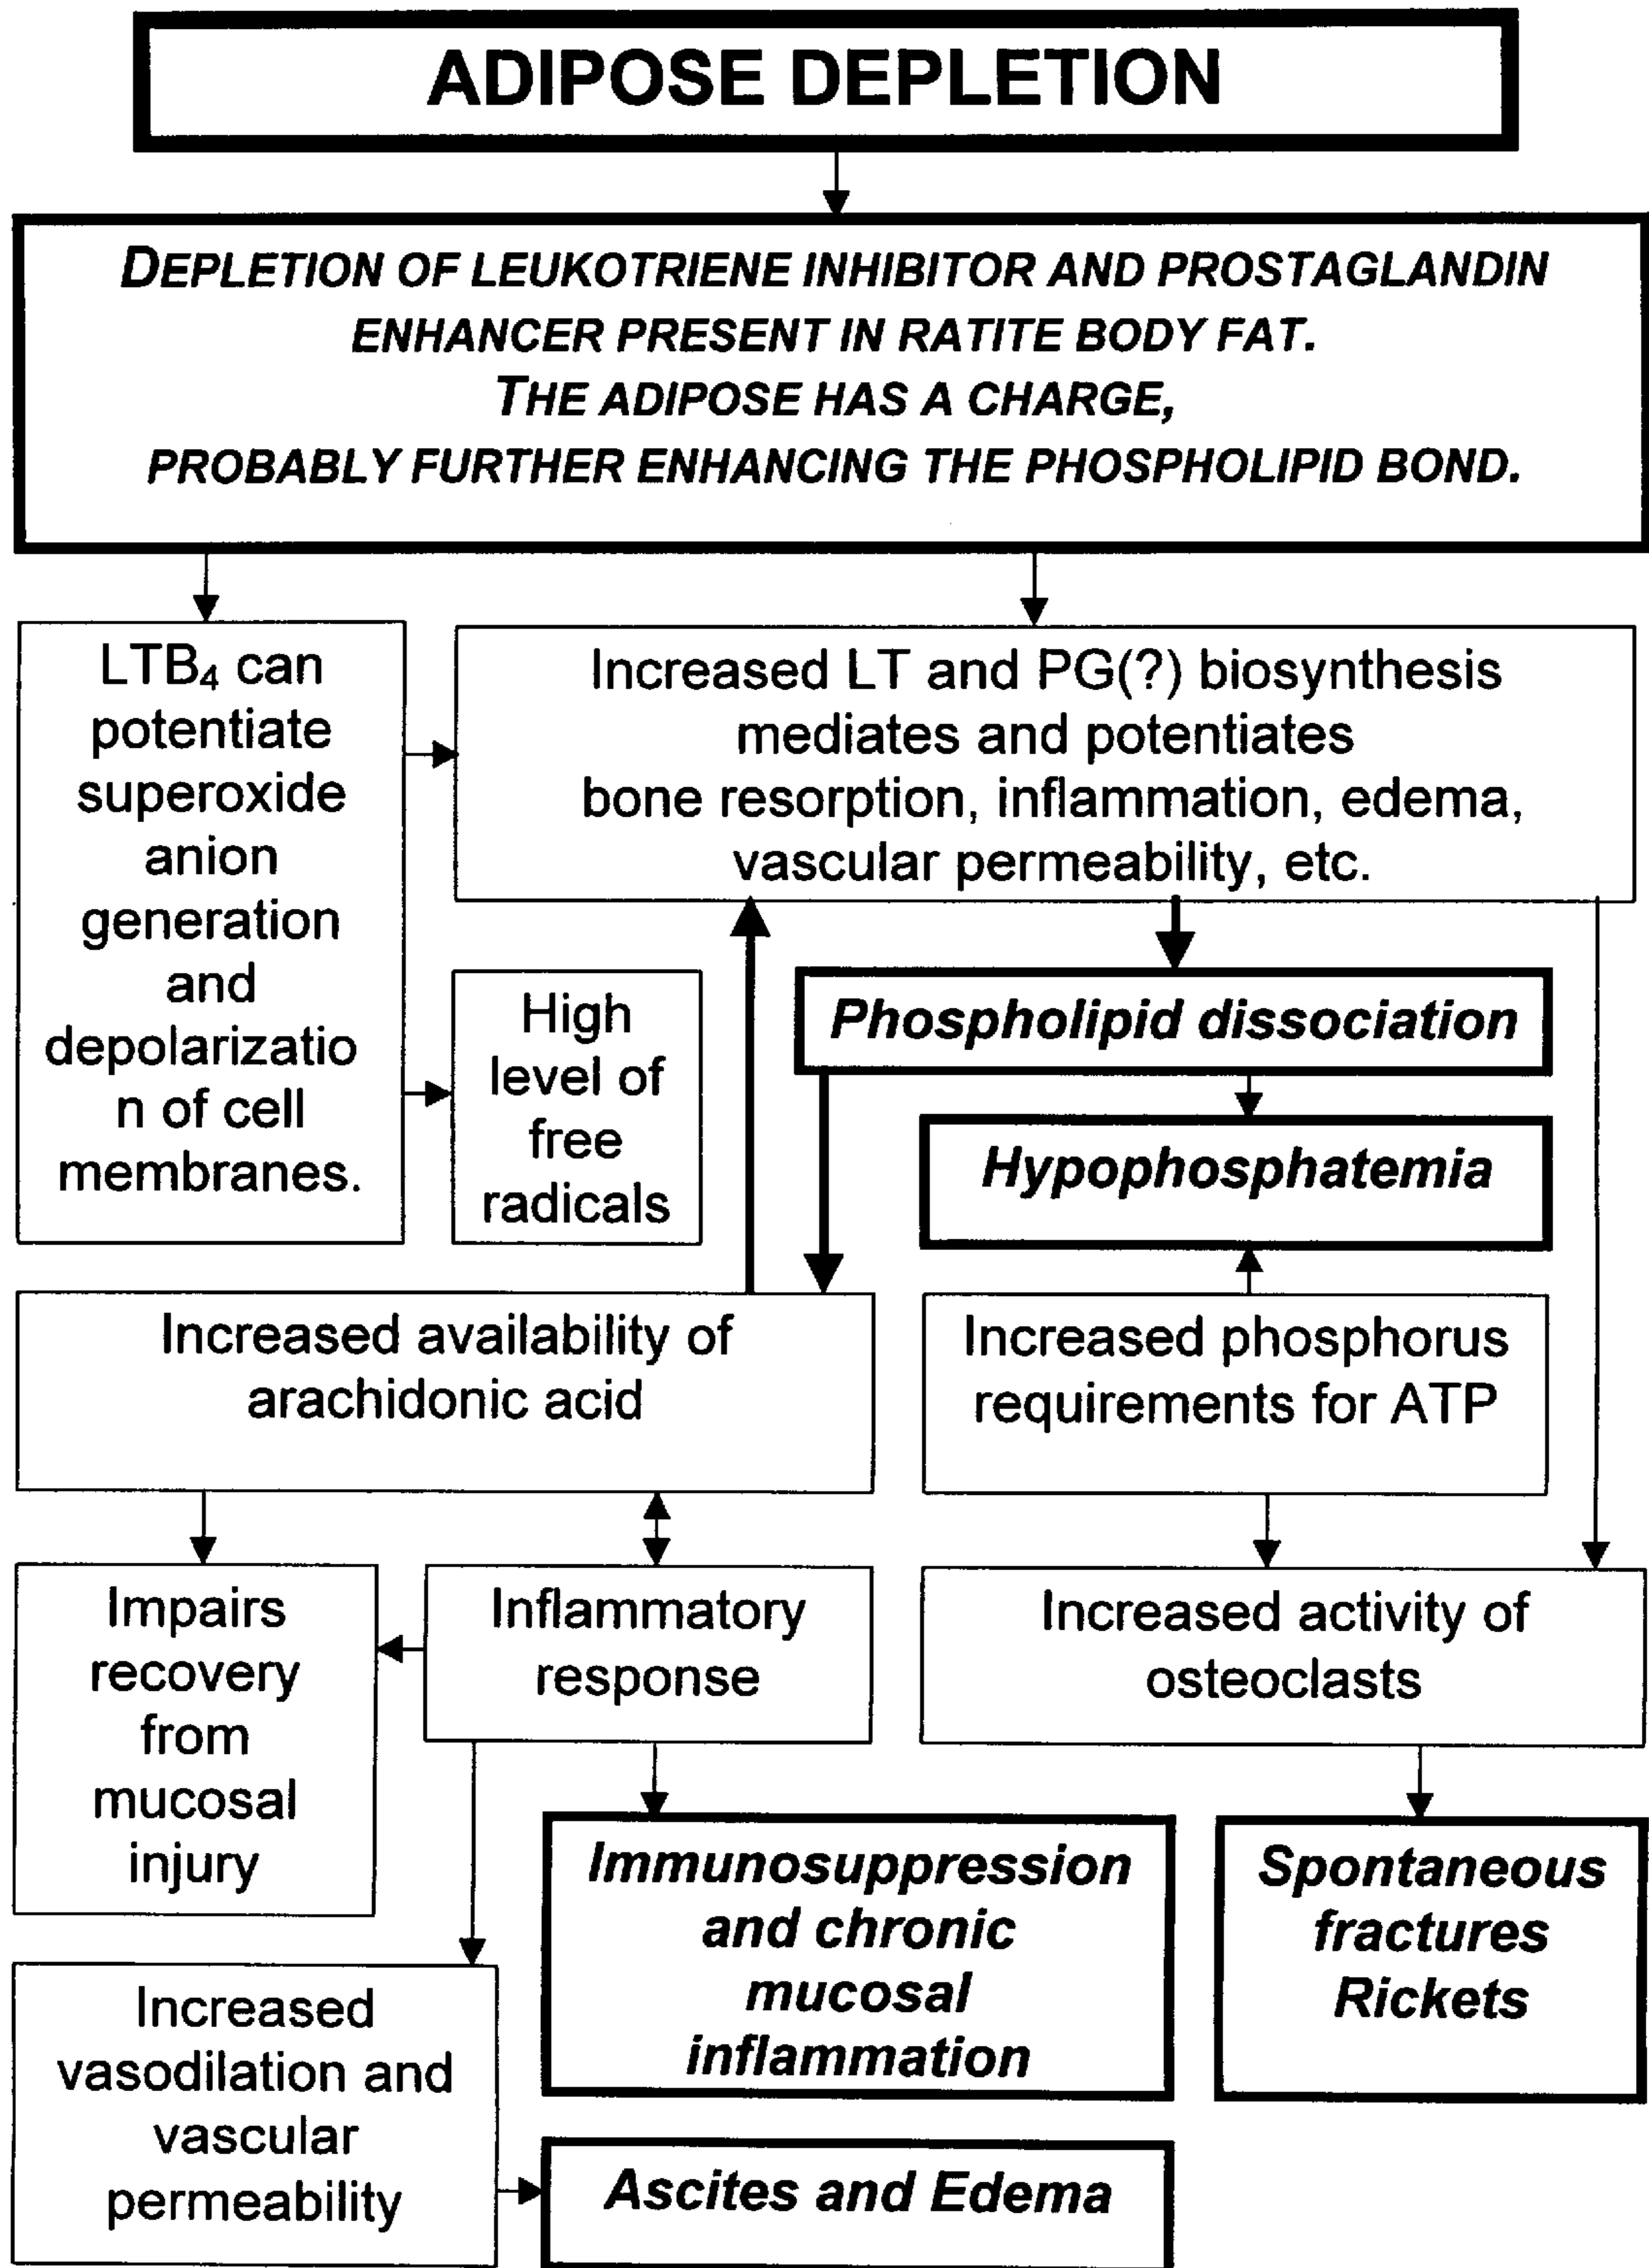 ADIPOSE DEPLETION
DEPLETION OF LEUKOTRIENE INHIBITOR AND PROSTAGLANDIN
ENHANCER PRESENT IN RATITE BODY FAT.
THE ADIPOSE HAS A CHARGE,
PROBABLY FURTHER ENHANCING THE PHOSPHOLIPID BOND.
LTB₄ can
potentiate
superoxide
anion
generation
and
depolarizatio
n of cell
membranes.
Increased LT and PG(?) biosynthesis
mediates and potentiates
bone resorption, inflammation, edema,
vascular permeability, etc.
High
level of
free
radicals
Phospholipid dissociation
Hypophosphatemia
Increased availability of
arachidonic acid
Increased phosphorus
requirements for ATP
Impairs
recovery
from
mucosal
injury
Inflammatory
response
Increased activity of
osteoclasts
Immunosuppression
and chronic
mucosal
inflammation
Spontaneous
fractures
Rickets
Increased
vasodilation and
vascular
permeability
Ascites and Edema